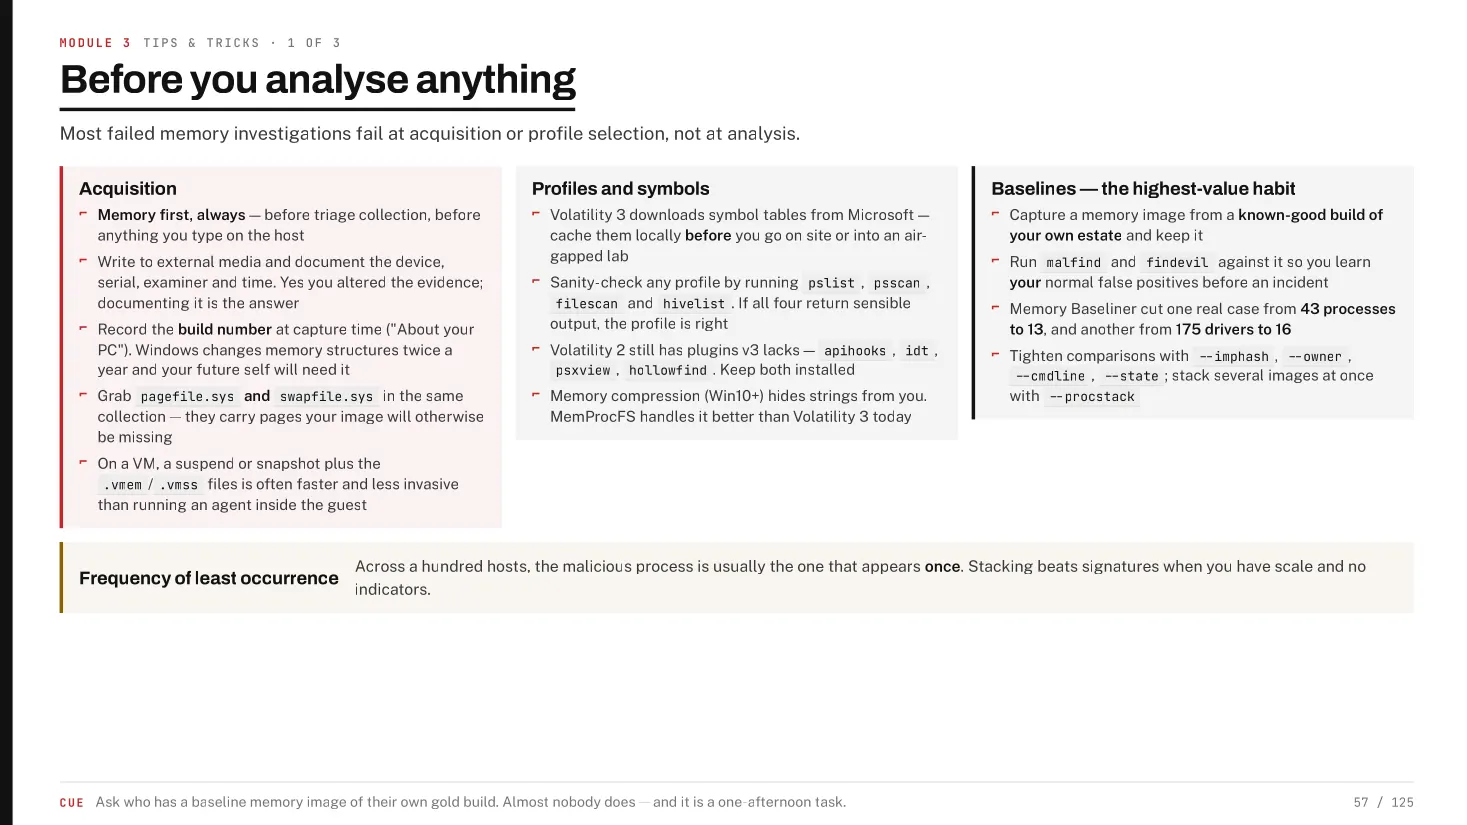 MODULE 3 TIPS & TRICKS · 1 OF 3
Before you analyse anything
Most failed memory investigations fail at acquisition or profile selection, not at analysis.
Acquisition
Memory first, always — before triage collection, before
anything you type on the host
Write to external media and document the device,
serial, examiner and time. Yes you altered the evidence;
documenting it is the answer
Record the build number at capture time ("About your
PC"). Windows changes memory structures twice a
year and your future self will need it
Grab pagefile.sys and swapfile.sys in the same
collection — they carry pages your image will otherwise
be missing
On a VM, a suspend or snapshot plus the
.vmem / .vmss files is often faster and less invasive
than running an agent inside the guest
Profiles and symbols
Volatility 3 downloads symbol tables from Microsoft —
cache them locally before you go on site or into an air-
gapped lab
Sanity-check any profile by running pslist , psscan ,
filescan and hivelist . If all four return sensible
output, the profile is right
Volatility 2 still has plugins v3 lacks — apihooks , idt ,
psxview , hollowfind . Keep both installed
Memory compression (Win10+) hides strings from you.
MemProcFS handles it better than Volatility 3 today
Baselines — the highest-value habit
Capture a memory image from a known-good build of
your own estate and keep it
Run malfind and findevil against it so you learn
your normal false positives before an incident
Memory Baseliner cut one real case from 43 processes
to 13, and another from 175 drivers to 16
Tighten comparisons with --imphash , --owner ,
--cmdline , --state ; stack several images at once
with --procstack
Frequency of least occurrence
Across a hundred hosts, the malicious process is usually the one that appears once. Stacking beats signatures when you have scale and no
indicators.
CUE Ask who has a baseline memory image of their own gold build. Almost nobody does — and it is a one-afternoon task.
57 / 125